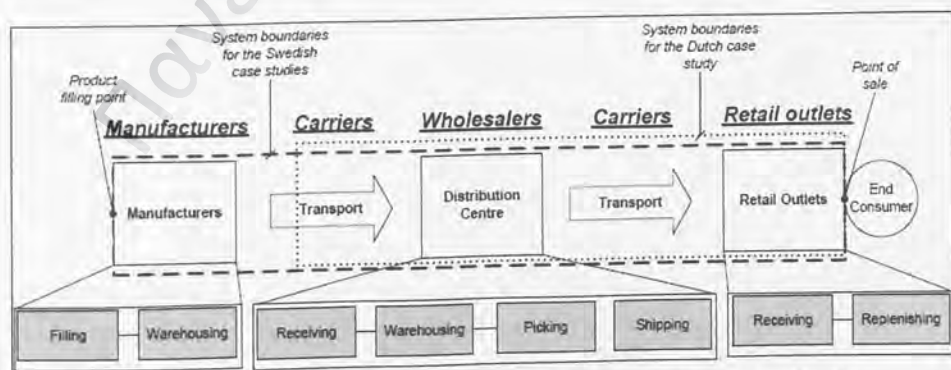 System boundaries
for the Swedish
case studies
System boundaries
for the Dutch case
study
Product
filling point
Point of
sale
Manufacturers
Carriers
Wholesalers
Carriers
Retail outlets
Manufacturers
Transport
Distribution
Centre
Transport
Retail Outlets
End
Consumer
Filling
Warehousing
Receiving
Warehousing
Picking
Shipping
Receiving
Replenishing